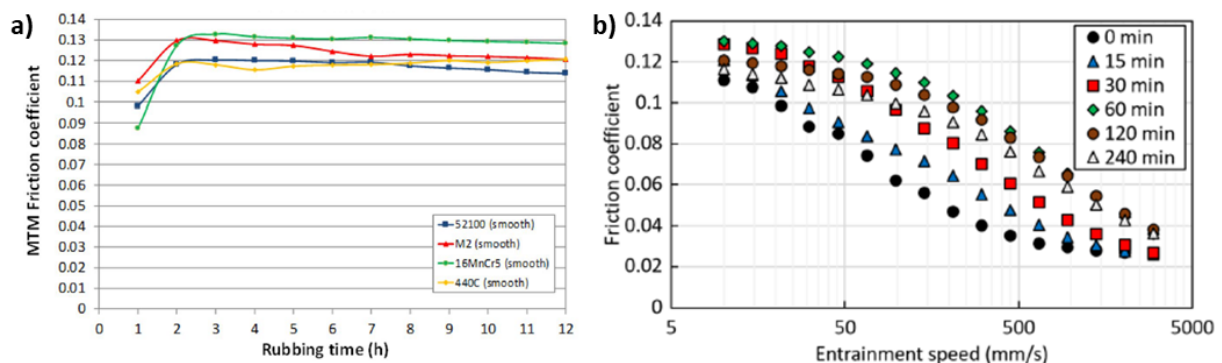 a)
MTM Friction coefficient
0.14
0.13
0.12
0.11
0.1
0.09
0.08
0.07
0.06
0.05
0.04
0.03
0.02
0.01
0
0 1 2 3 4 5 6 7 8 9 10 11 12
Rubbing time (h)
52100 (smooth)
M2 (smooth)
16MnCr5 (smooth)
440C (smooth)
b)
Friction coefficient
0.14
0.12
0.1
0.08
0.06
0.04
0.02
0
5 50 500 5000
Entrainment speed (mm/s)
0 min
15 min
30 min
60 min
120 min
240 min